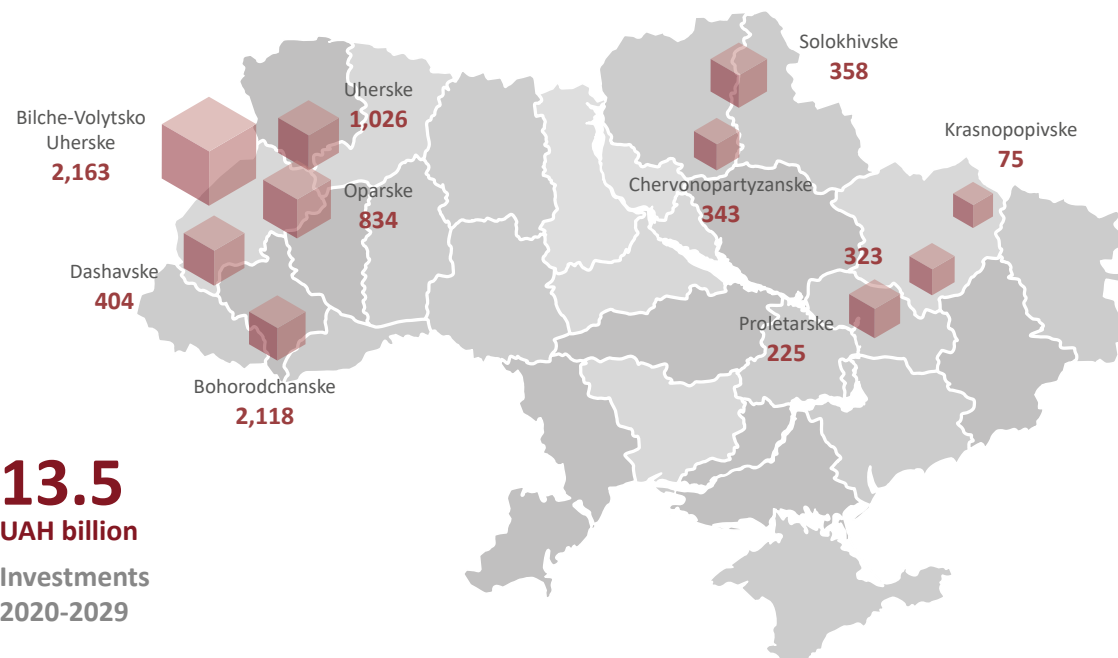 Solokhivske
358
Uherske
1,026
Bilche-Volytsko
Uherske
2,163
Krasnopopivske
75
Chervonopartyzanske
343
Oparske
834
323
Dashavske
404
Proletarske
225
Bohorodchanske
2,118
13.5
UAH billion
Investments
2020-2029